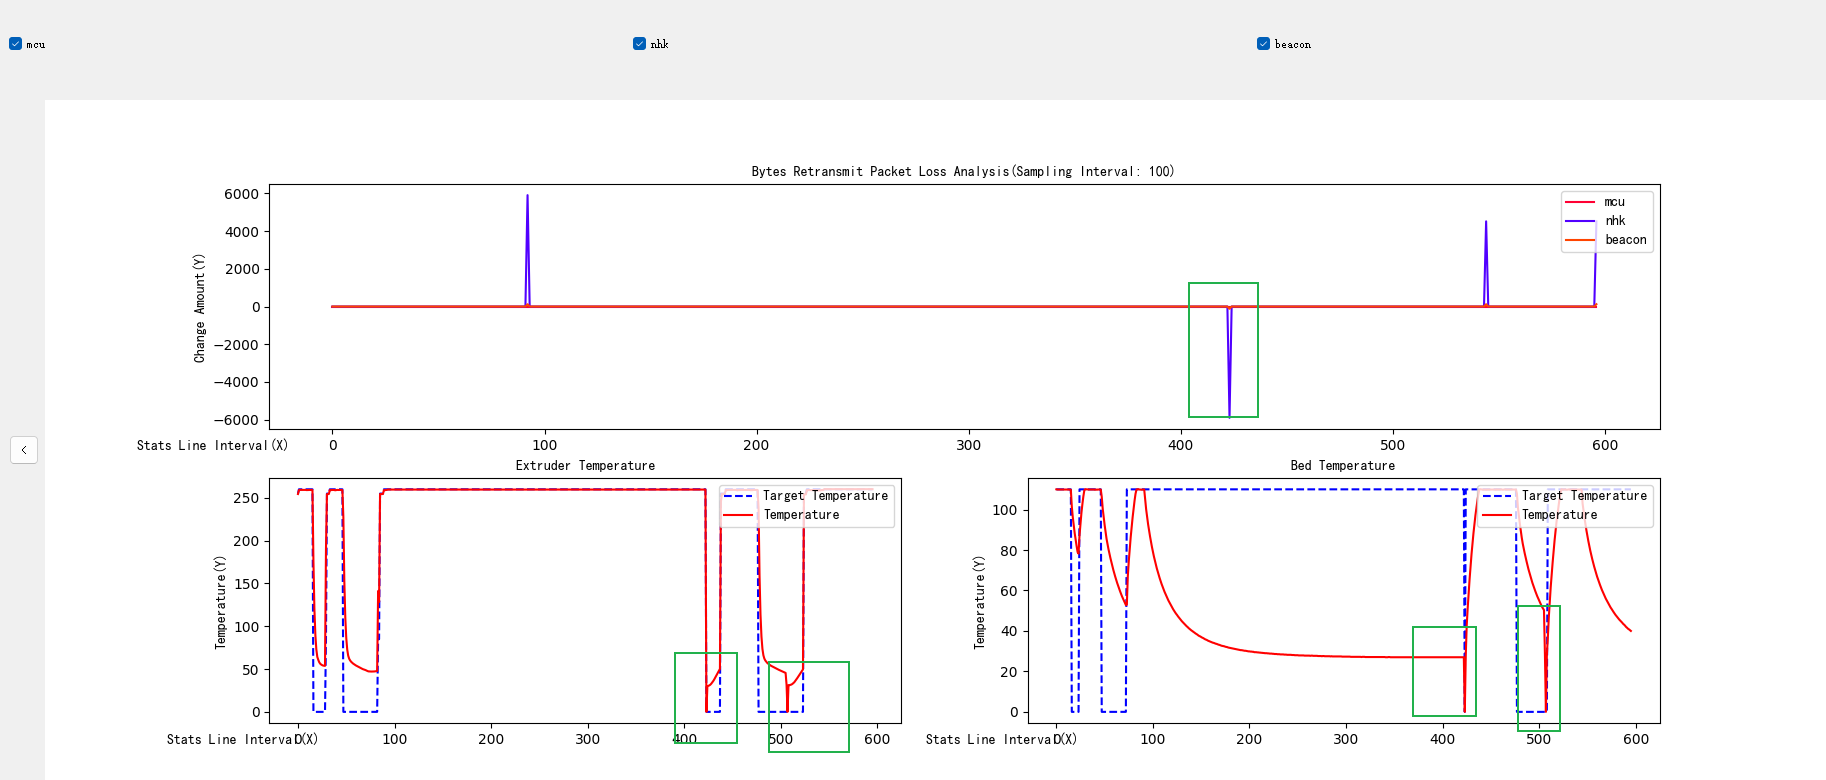 mcu
nhk
beacon
Bytes Retransmit Packet Loss Analysis(Sampling Interval: 100)
6000
4000
2000
0
−2000
−4000
−6000
Change Amount(Y)
mcu
nhk
beacon
Stats Line Interval(X)
0 100 200 300 400 500 600
Extruder Temperature
250
200
150
100
50
0
Temperature(Y)
Target Temperature
Temperature
Stats Line Interval(X)
0 100 200 300 400 500 600
Bed Temperature
100
80
60
40
20
0
Temperature(Y)
Target Temperature
Temperature
Stats Line Interval(X)
0 100 200 300 400 500 600